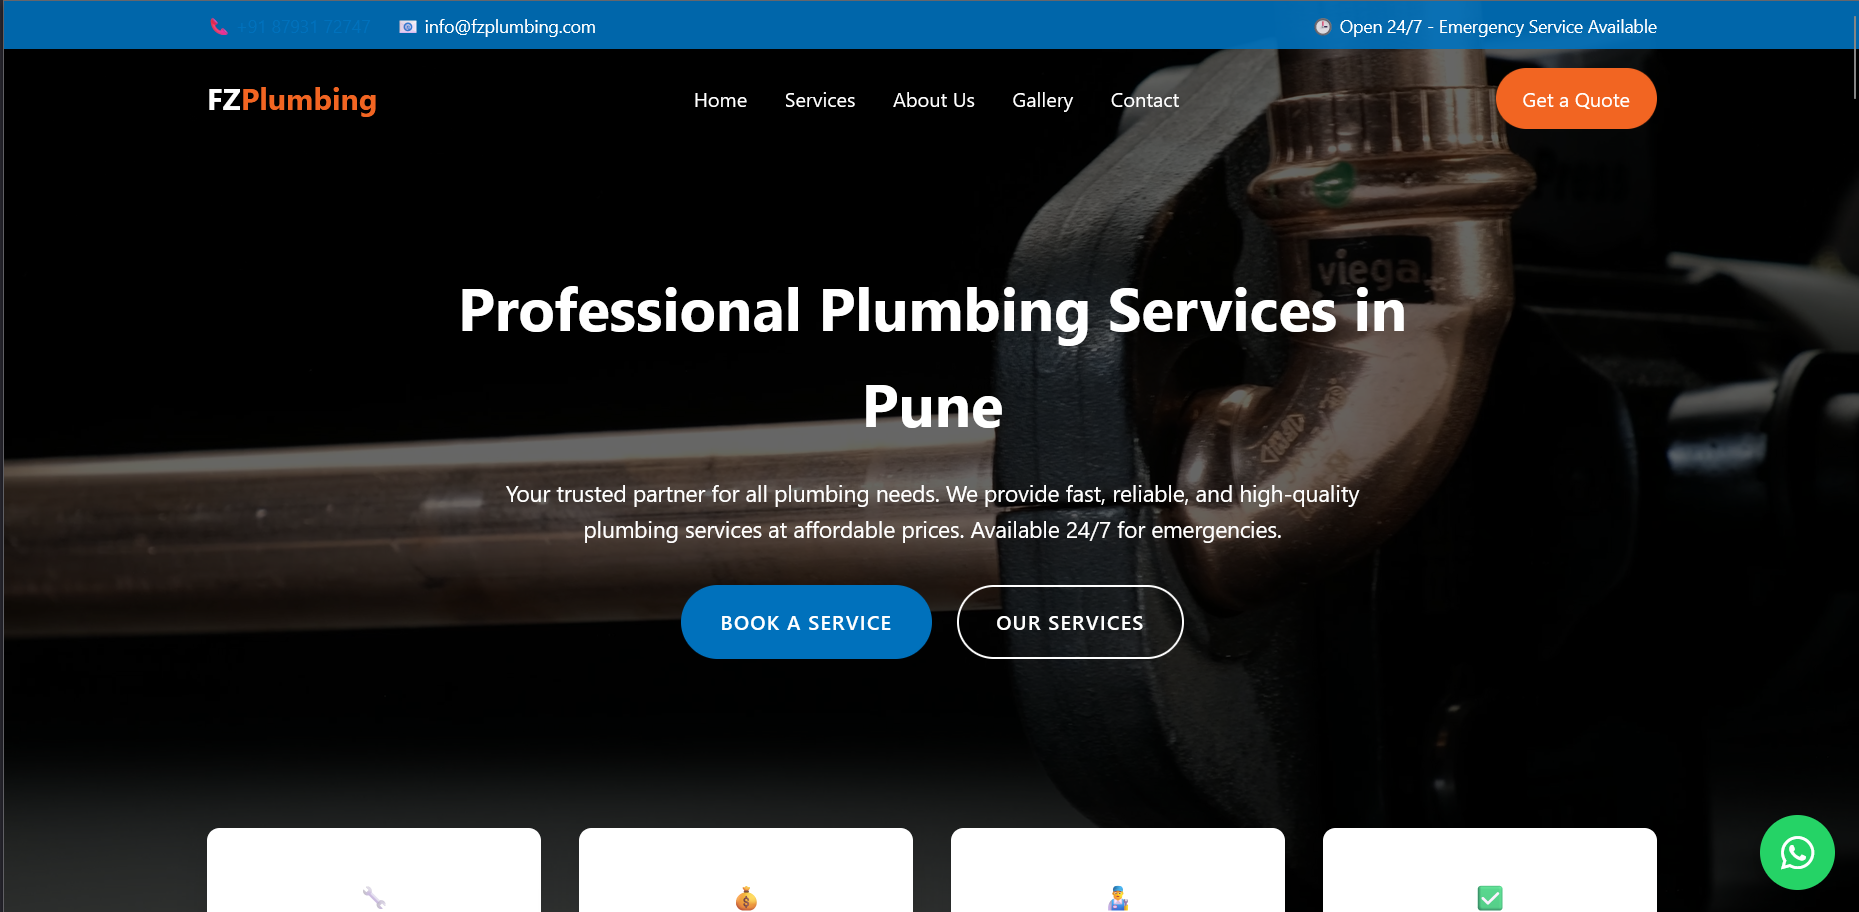 +91 87931 72747
info@fzplumbing.com
Open 24/7 - Emergency Service Available
FZPlumbing
Home
Services
About Us
Gallery
Contact
Get a Quote
viega
Professional Plumbing Services in
Pune
Your trusted partner for all plumbing needs. We provide fast, reliable, and high-quality
plumbing services at affordable prices. Available 24/7 for emergencies.
BOOK A SERVICE
OUR SERVICES